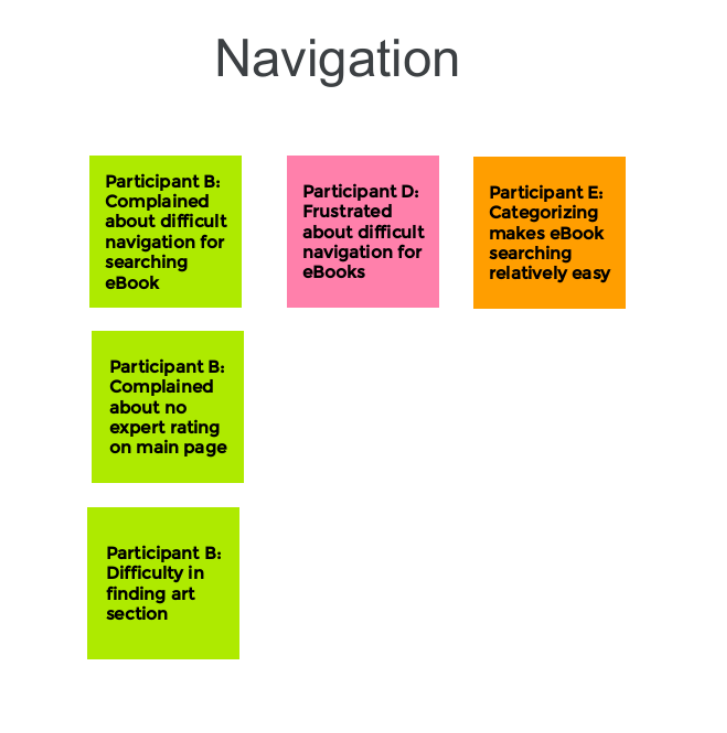 Navigation
Participant B:
Complained
about difficult
navigation for
searching
eBook
Participant D:
Frustrated
about difficult
navigation for
eBooks
Participant E:
Categorizing
makes eBook
searching
relatively easy
Participant B:
Complained
about no
expert rating
on main page
Participant B:
Difficulty in
finding art
section